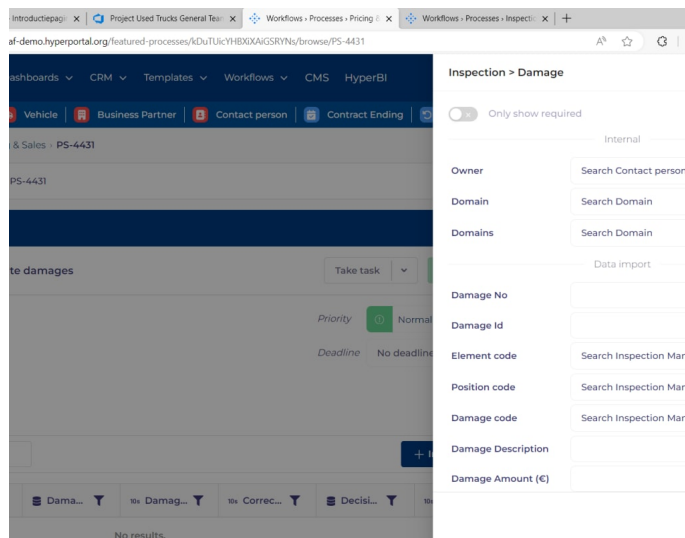 Introductiepagi
Project Used Trucks General Tear
Workflows › Processes › Pricing &
Workflows › Processes › Inspectio
af-demo.hyperportal.org/featured-processes/kDuTUicYHBXiXAiGSRYNs/browse/PS-4431
ashboards
CRM
Templates
Workflows
CMS
HyperBI
Vehicle
Business Partner
Contact person
Contract Ending
& Sales › PS-4431
PS-4431
te damages
Take task
Priority
Normal
Deadline
No deadline
Dama...
10s Damag...
10s Correc...
Decisi...
10s
No results.
Inspection > Damage
Only show required
Internal
Owner
Search Contact person
Domain
Search Domain
Domains
Search Domain
Data import
Damage No
Damage Id
Element code
Search Inspection Mar
Position code
Search Inspection Mar
Damage code
Search Inspection Mar
Damage Description
Damage Amount (€)